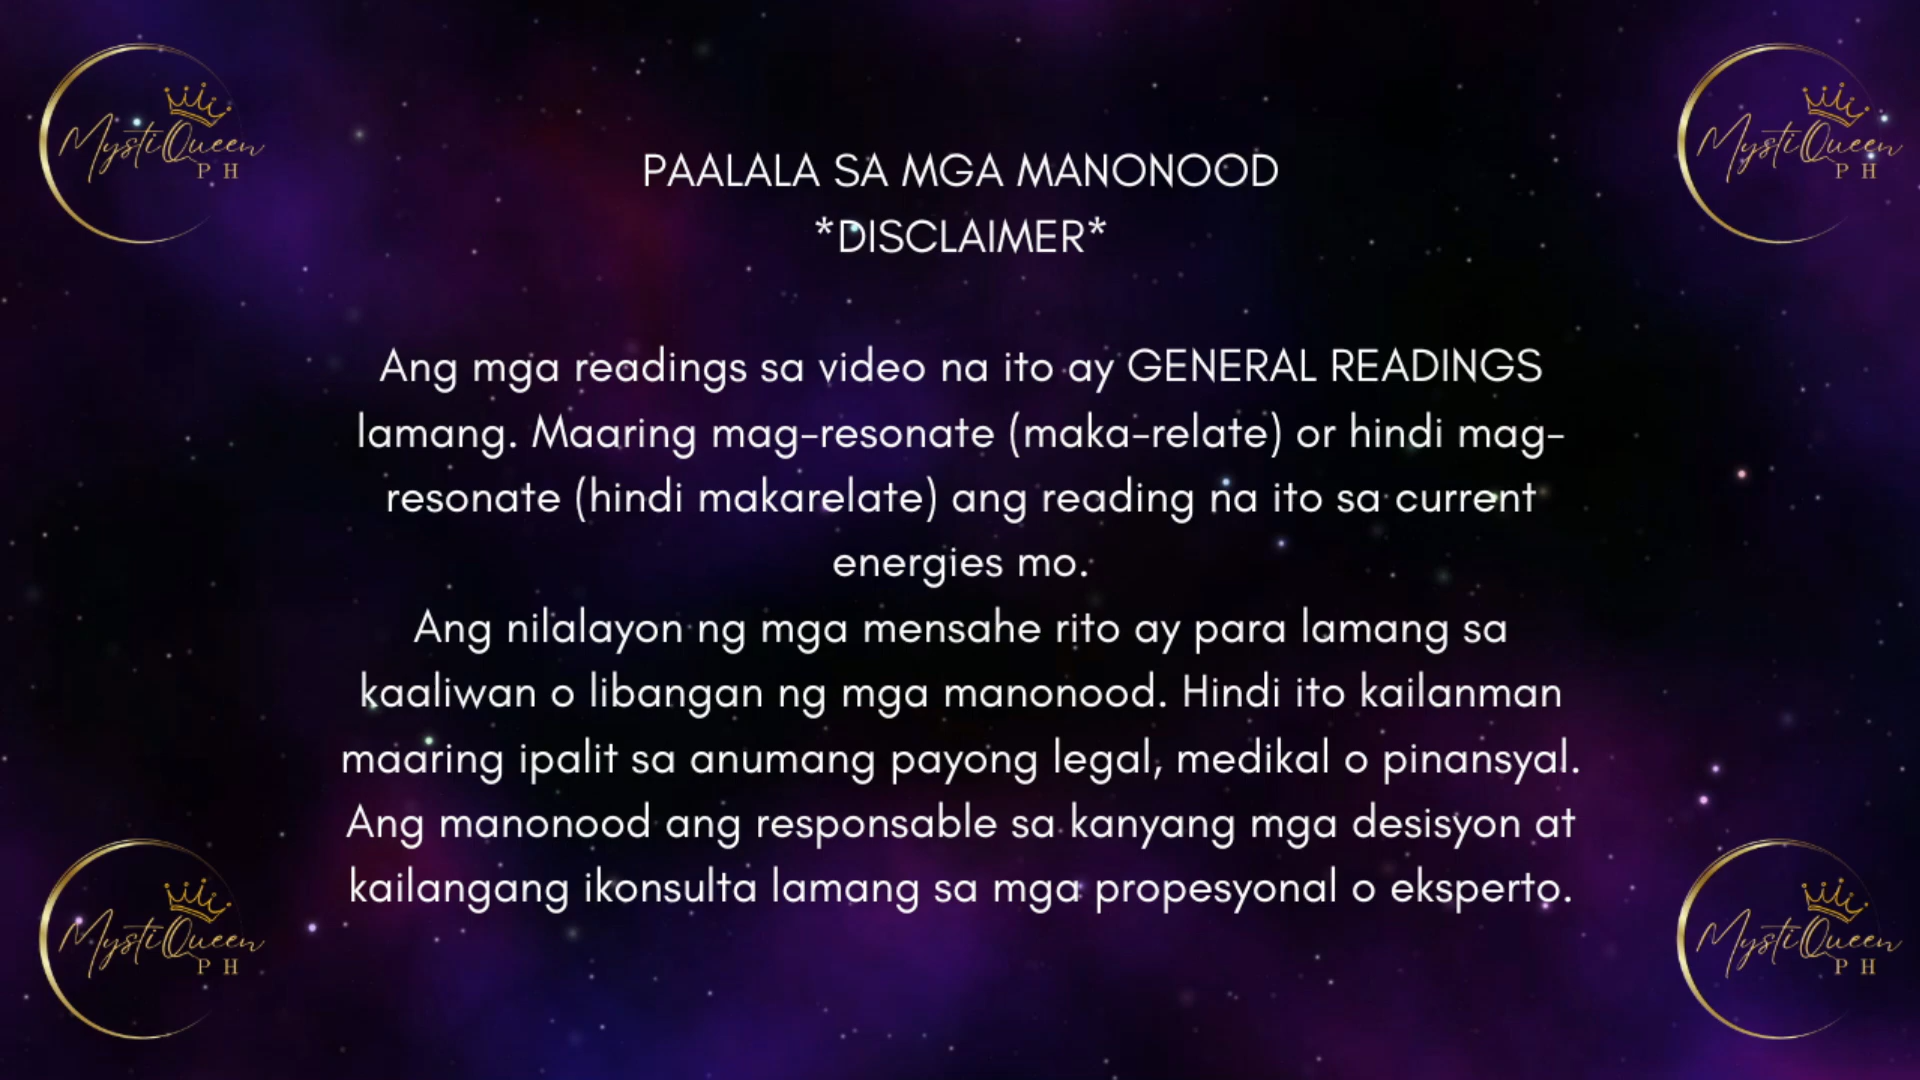 MystiQueen
PH
MystiQueen
PH
PAALALA SA MGA MANONOOD
*DISCLAIMER*
Ang mga readings sa video na ito ay GENERAL READINGS
lamang. Maaring mag-resonate (maka-relate) or hindi mag-
resonate (hindi makarelate) ang reading na ito sa current
energies mo.
Ang nilalayon ng mga mensahe rito ay para lamang sa
kaaliwan o libangan ng mga manonood. Hindi ito kailanman
maaring ipalit sa anumang payong legal, medikal o pinansyal.
Ang manonood ang responsable sa kanyang mga desisyon at
kailangang ikonsulta lamang sa mga propesyonal o eksperto.
MystiQueen
PH
MystiQueen
PH